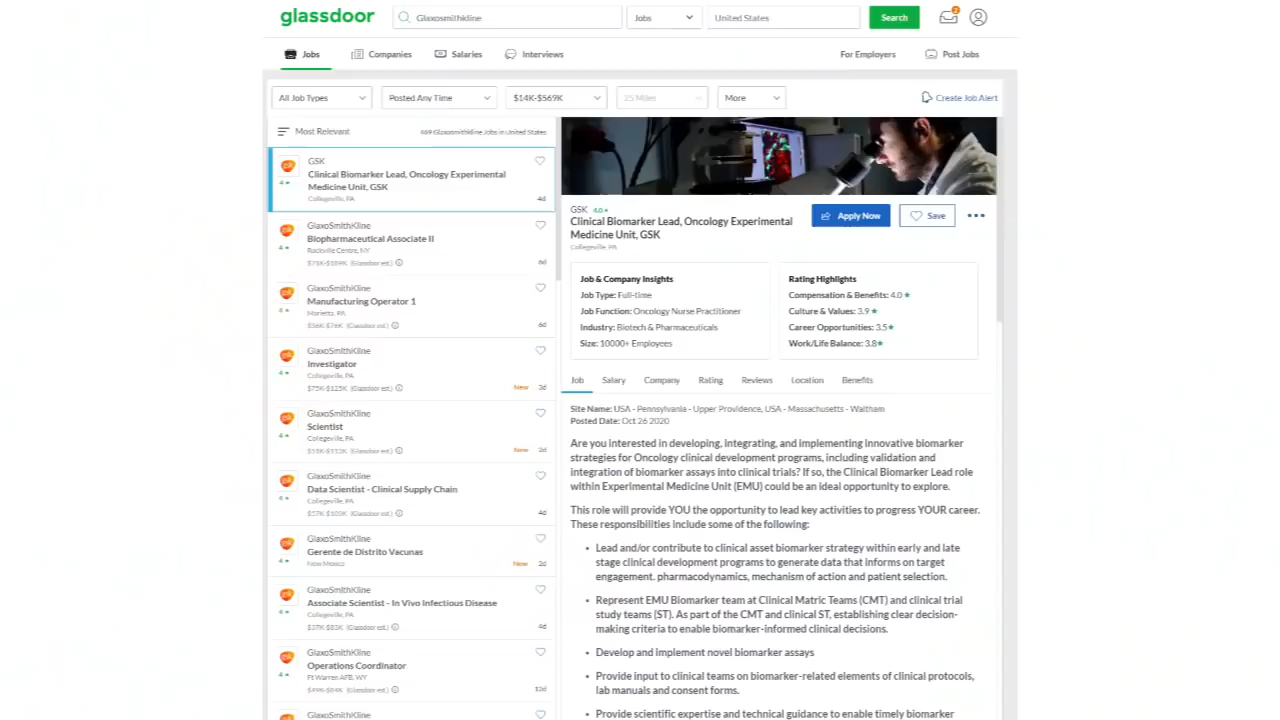 glassdoor
Glaxosmithkline
Jobs
United States
Search
2
Jobs
Companies
Salaries
Interviews
For Employers
Post Jobs
All Job Types
Posted Any Time
$14K-$569K
25 Miles
More
Create Job Alert
Most Relevant
469 Glaxosmithkline Jobs in United States
GSK
Clinical Biomarker Lead, Oncology Experimental
Medicine Unit, GSK
Collegeville, PA
4d
GlaxoSmithKline
Biopharmaceutical Associate II
Rockville Centre, NY
(Glassdoor est.)
6d
GlaxoSmithKline
Manufacturing Operator 1
Marietta, PA
(Glassdoor est.)
6d
GlaxoSmithKline
Investigator
Collegeville, PA
$75K-$125K (Glassdoor est.)
New
3d
GlaxoSmithKline
Scientist
Collegeville, PA
(Glassdoor est.)
New
2d
GlaxoSmithKline
Data Scientist - Clinical Supply Chain
Collegeville, PA
(Glassdoor est.)
4d
GlaxoSmithKline
Gerente de Distrito Vacunas
New Mexico
New
2d
GlaxoSmithKline
Associate Scientist - In Vivo Infectious Disease
Collegeville, PA
(Glassdoor est.)
4d
GlaxoSmithKline
Operations Coordinator
Ft Warren AFB, WY
(Glassdoor est.)
12d
GlaxoSmithKline
GSK 4.0★
Clinical Biomarker Lead, Oncology Experimental
Medicine Unit, GSK
Collegeville, PA
Apply Now
Save
Job & Company Insights
Job Type: Full-time
Job Function: Oncology Nurse Practitioner
Industry: Biotech & Pharmaceuticals
Size: 10000+ Employees
Rating Highlights
Compensation & Benefits: 4.0 ★
Culture & Values: 3.9 ★
Career Opportunities: 3.5★
Work/Life Balance: 3.8★
Job
Salary
Company
Rating
Reviews
Location
Benefits
Site Name: USA - Pennsylvania - Upper Providence, USA - Massachusetts - Waltham
Posted Date: Oct 26 2020
Are you interested in developing, integrating, and implementing innovative biomarker
strategies for Oncology clinical development programs, including validation and
integration of biomarker assays into clinical trials? If so, the Clinical Biomarker Lead role
within Experimental Medicine Unit (EMU) could be an ideal opportunity to explore.
This role will provide YOU the opportunity to lead key activities to progress YOUR career.
These responsibilities include some of the following:
• Lead and/or contribute to clinical asset biomarker strategy within early and late
stage clinical development programs to generate data that informs on target
engagement. pharmacodynamics, mechanism of action and patient selection.
• Represent EMU Biomarker team at Clinical Matric Teams (CMT) and clinical trial
study teams (ST). As part of the CMT and clinical ST, establishing clear decision-
making criteria to enable biomarker-informed clinical decisions.
• Develop and implement novel biomarker assays
• Provide input to clinical teams on biomarker-related elements of clinical protocols,
lab manuals and consent forms.
• Provide scientific expertise and technical guidance to enable timely biomarker